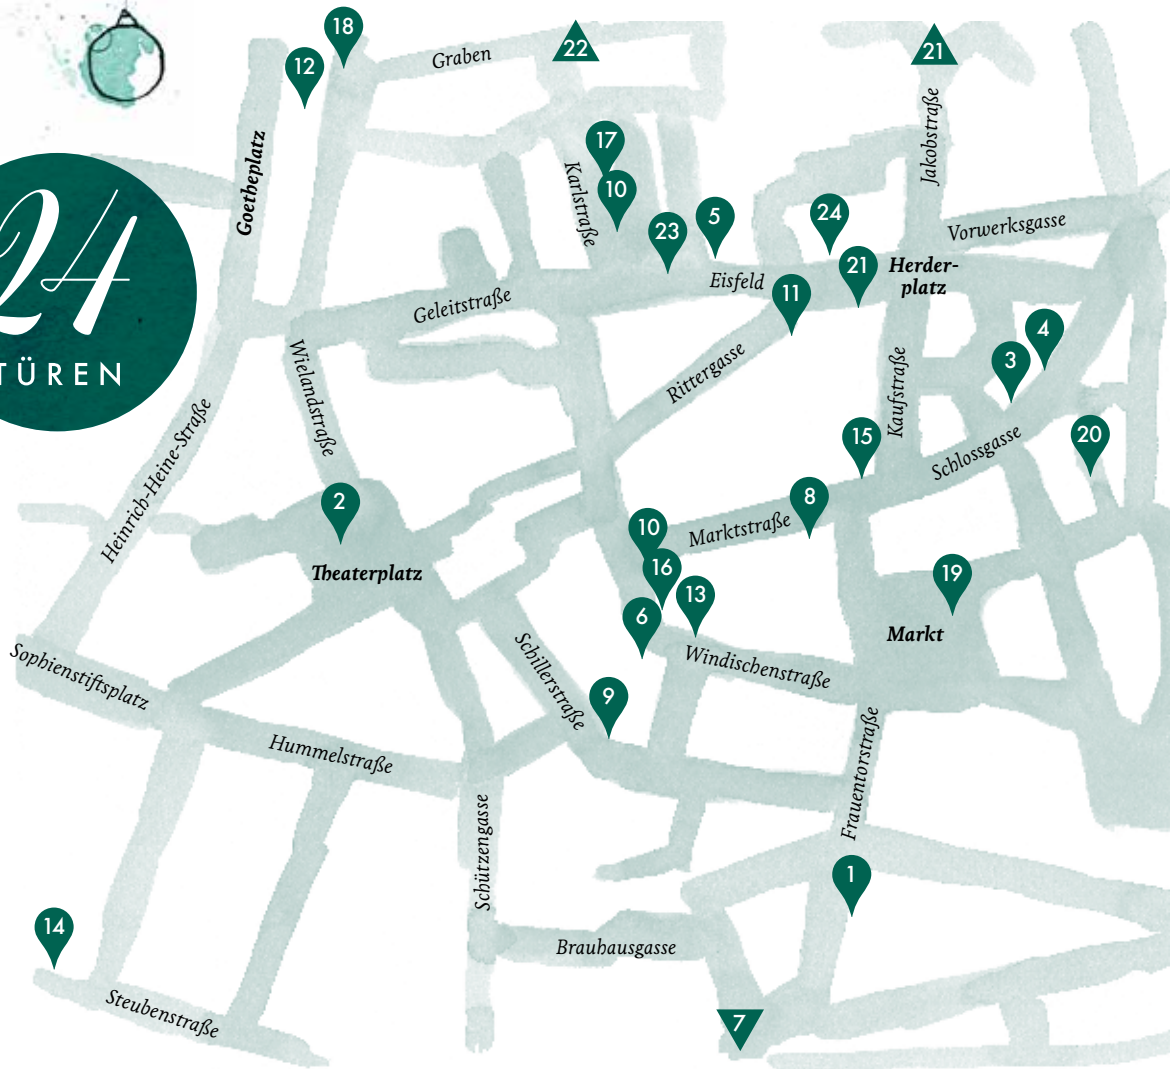 18
12
Graben
22
21
Goetheplatz
17
Karlstraße
10
23
5
24
Jakobstraße
Vorwerksgasse
24
TÜREN
Geleitstraße
Eisfeld
11
21
Herder-
platz
Wielandstraße
Rittergasse
Kaufstraße
3
4
Heinrich-Heine-Straße
15
Schlossgasse
20
2
Theaterplatz
10
Marktstraße
8
16
13
6
19
Markt
Sophienstiftsplatz
Schillerstraße
Windischenstraße
9
Hummelstraße
Frauentorstraße
Schützengasse
1
14
Brauhausgasse
Steubenstraße
7